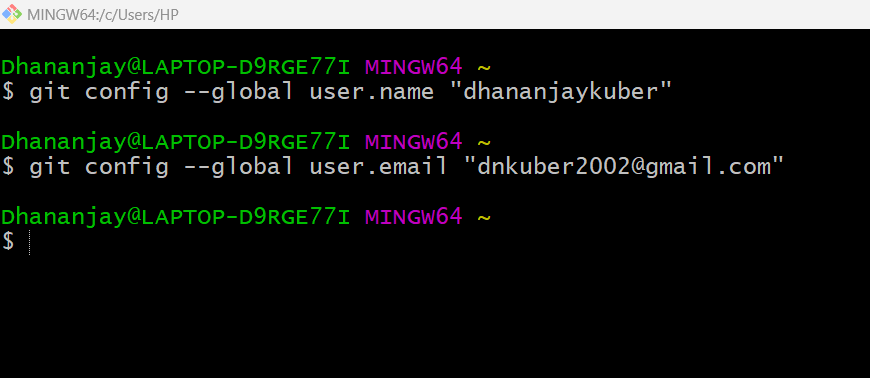 MINGW64:/c/Users/HP
Dhananjay@LAPTOP-D9RGE77I MINGW64 ~
$ git config --global user.name "dhananjaykuber"
Dhananjay@LAPTOP-D9RGE77I MINGW64 ~
$ git config --global user.email "dnkuber2002@gmail.com"
Dhananjay@LAPTOP-D9RGE77I MINGW64 ~
$